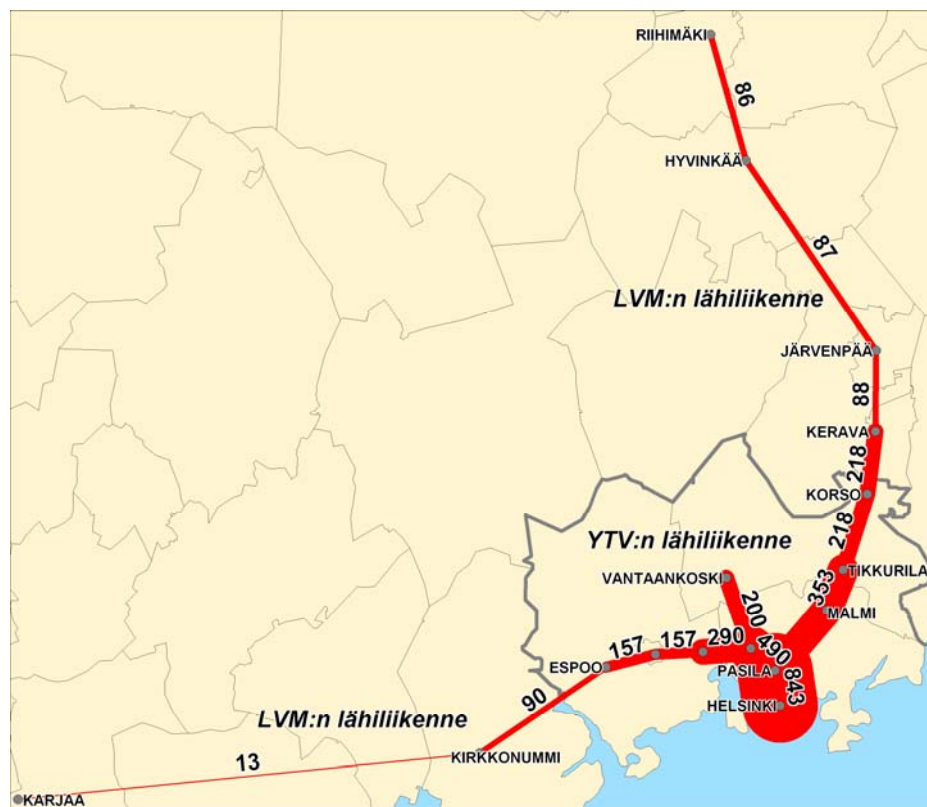 RIIHIMÄKI
86
HYVINKÄÄ
87
LVM:n lähiliikenne
JÄRVENPÄÄ
88
KERAVA
218
KORSO
218
YTV:n lähiliikenne
TIKKURILA
VANTAANKOSKI
353
MALMI
200
157
157
290
490
ESPOO
PASILA
843
HELSINKI
90
LVM:n lähiliikenne
KIRKKONUMMI
13
KARJAA